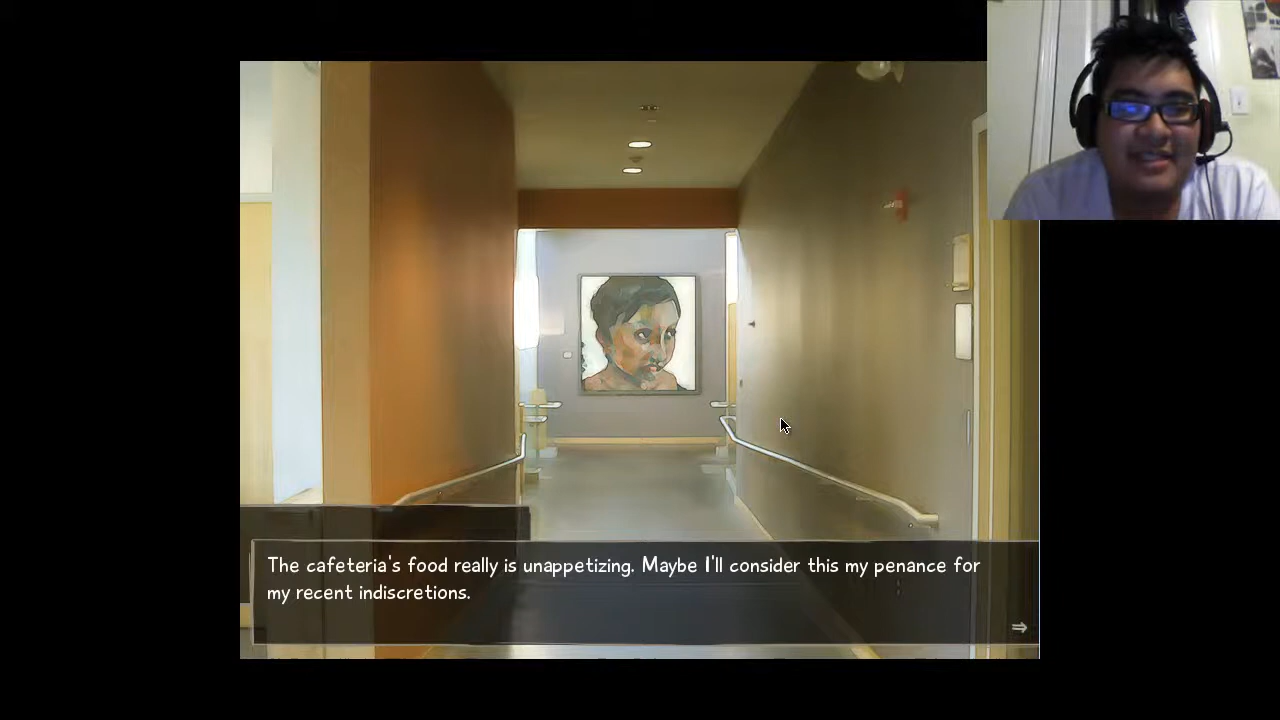 The cafeteria's food really is unappetizing. Maybe I'll consider this my penance for
my recent indiscretions.